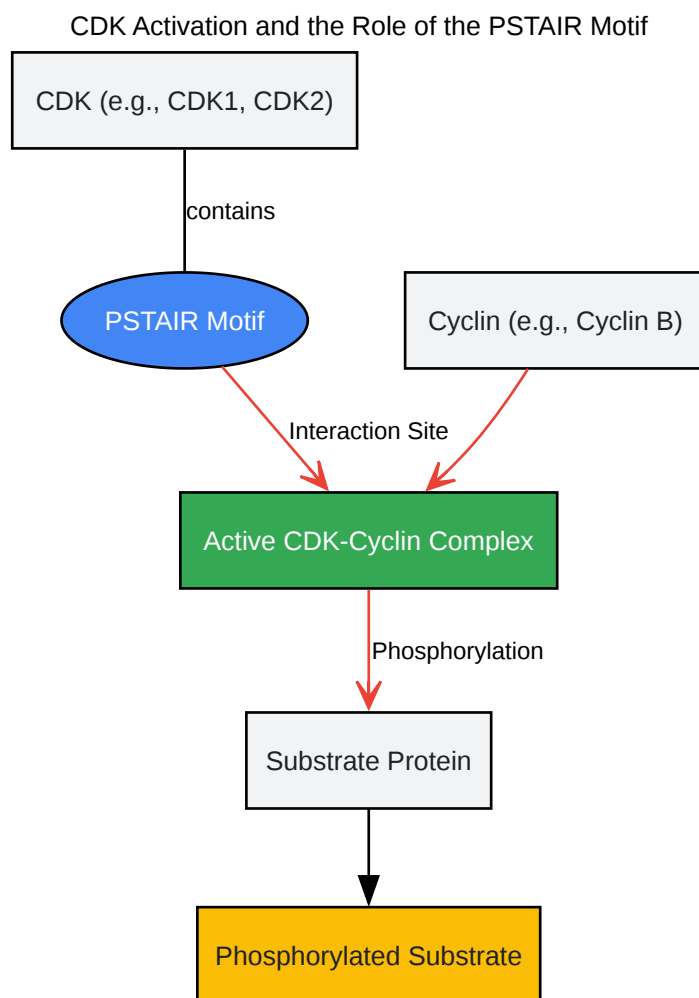 CDK Activation and the Role of the PSTAIR Motif
CDK (e.g., CDK1, CDK2)
contains
PSTAIR Motif
Cyclin (e.g., Cyclin B)
Interaction Site
Active CDK-Cyclin Complex
Phosphorylation
Substrate Protein
Phosphorylated Substrate